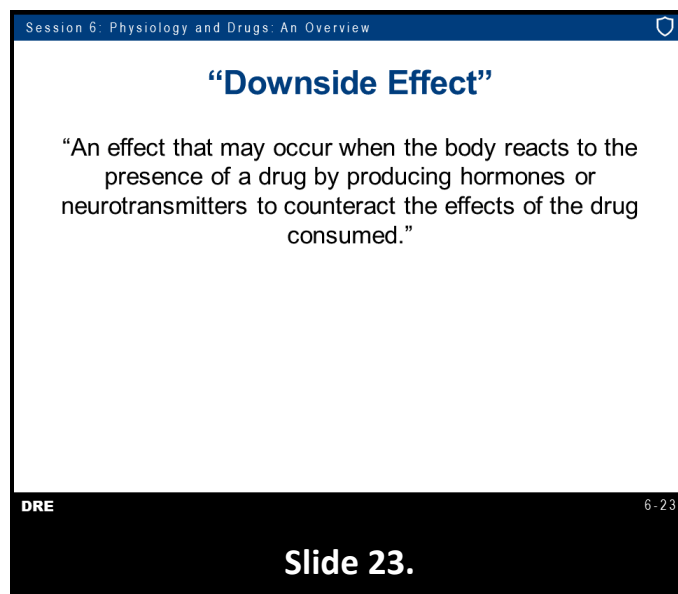 Session 6: Physiology and Drugs: An Overview
“Downside Effect”
“An effect that may occur when the body reacts to the
presence of a drug by producing hormones or
neurotransmitters to counteract the effects of the drug
consumed.”
DRE
6-23
Slide 23.